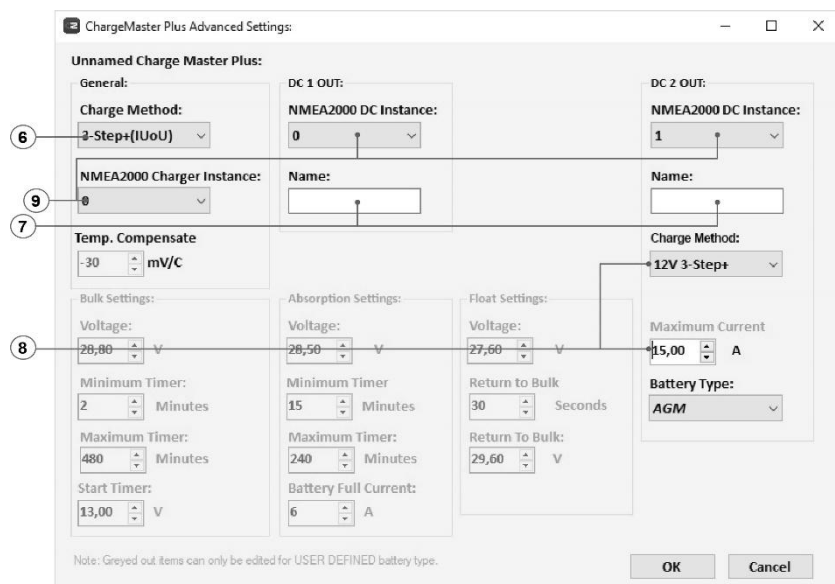 ChargeMaster Plus Advanced Settings:
Unnamed Charge Master Plus:
General:
Charge Method:
3-Step+(IUoU)
NMEA2000 Charger Instance:
0
Temp. Compensate
-30 mV/C
DC 1 OUT:
NMEA2000 DC Instance:
0
Name:
DC 2 OUT:
NMEA2000 DC Instance:
1
Name:
Charge Method:
12V 3-Step+
Maximum Current
15,00 A
Battery Type:
AGM
Bulk Settings:
Voltage:
28,80 V
Minimum Timer:
2 Minutes
Maximum Timer:
480 Minutes
Start Timer:
13,00 V
Absorption Settings:
Voltage:
28,50 V
Minimum Timer
15 Minutes
Maximum Timer:
240 Minutes
Battery Full Current:
6 A
Float Settings:
Voltage:
27,60 V
Return to Bulk
30 Seconds
Return To Bulk:
29,60 V
Note: Greyed out items can only be edited for USER DEFINED battery type.
OK
Cancel
6
9
7
8